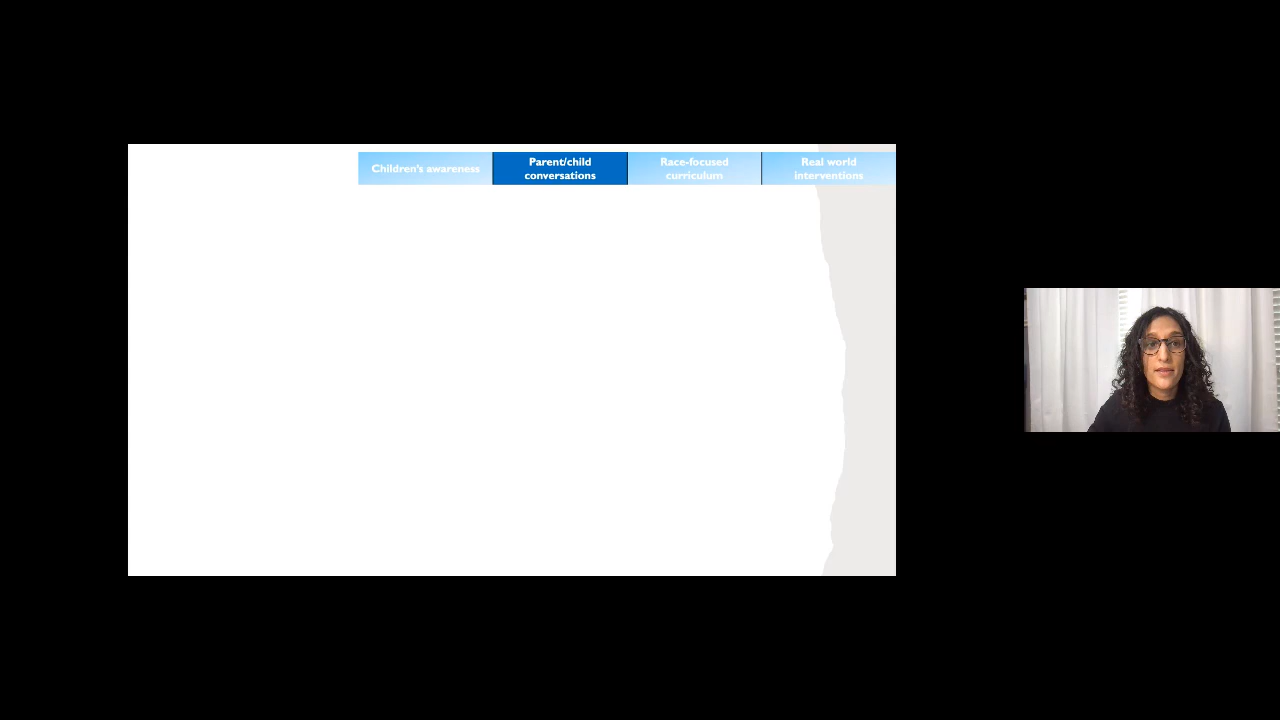 Children's awareness
Parent/child
conversations
Race-focused
curriculum
Real world
interventions